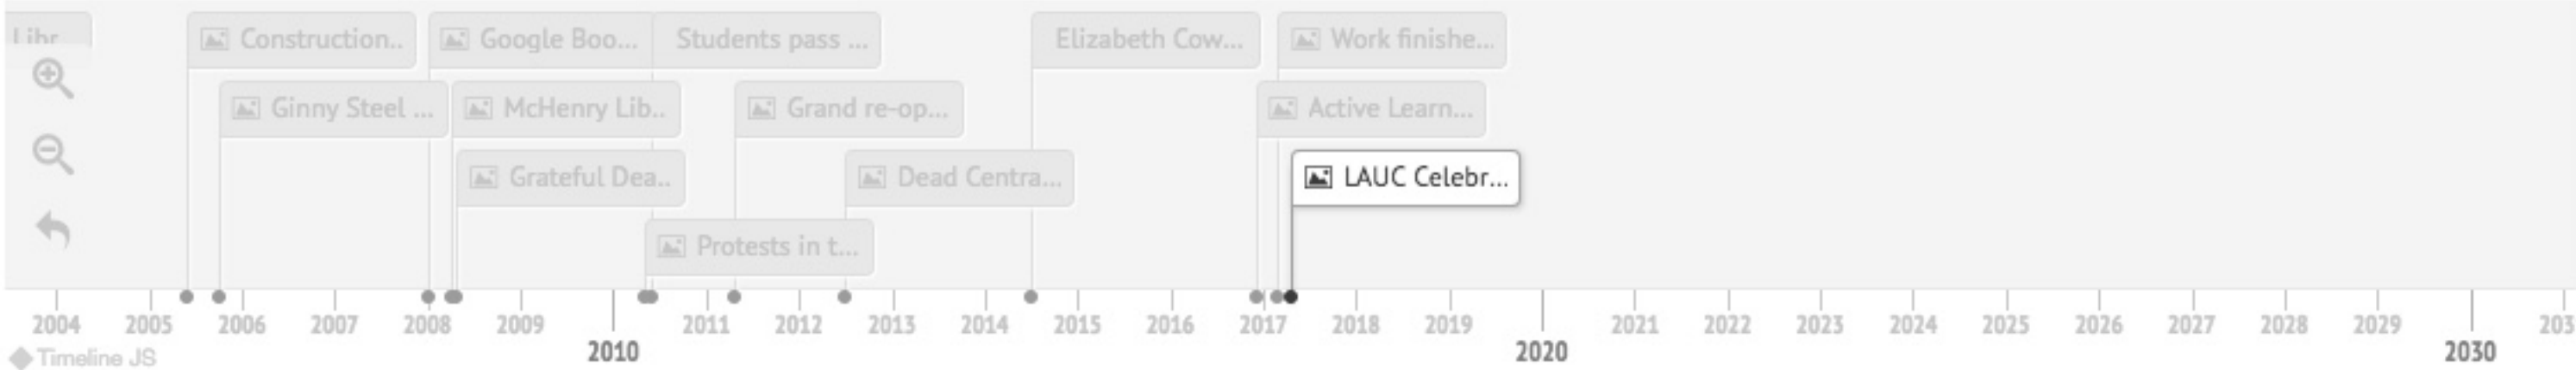 Libr
Construction..
Google Boo...
Students pass ...
Elizabeth Cow...
Work finishe...
Ginny Steel ...
McHenry Lib..
Grand re-op...
Active Learn...
Grateful Dea..
Dead Centra...
LAUC Celebr...
Protests in t...
2004 2005 2006 2007 2008 2009 2011 2012 2013 2014 2015 2016 2017 2018 2019 2021 2022 2023 2024 2025 2026 2027 2028 2029 203
2010 2020 2030
Timeline JS